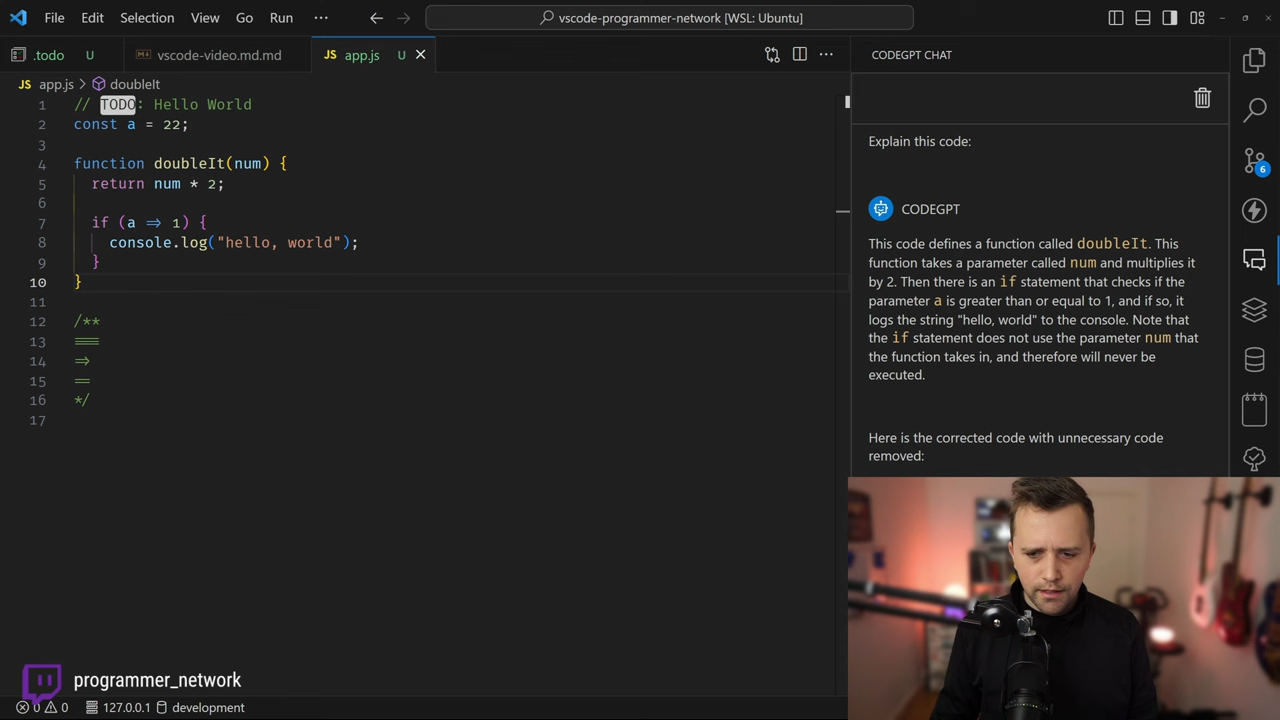 File Edit Selection View Go Run ··· ← → vscode-programmer-network [WSL: Ubuntu]
.todo U vscode-video.md.md JS app.js U
JS app.js > doubleIt
1 // TODO: Hello World
2 const a = 22;
3
4 function doubleIt(num) {
5 return num * 2;
6
7 if (a => 1) {
8 console.log("hello, world");
9 }
10 }
11
12 /**
13 ===
14 =>
15 ==
16 */
17
CODEGPT CHAT
Explain this code:
CODEGPT
This code defines a function called doubleIt. This
function takes a parameter called num and multiplies it
by 2. Then there is an if statement that checks if the
parameter a is greater than or equal to 1, and if so, it
logs the string "hello, world" to the console. Note that
the if statement does not use the parameter num that
the function takes in, and therefore will never be
executed.
Here is the corrected code with unnecessary code
removed:
6
programmer_network
0 0 127.0.0.1 development